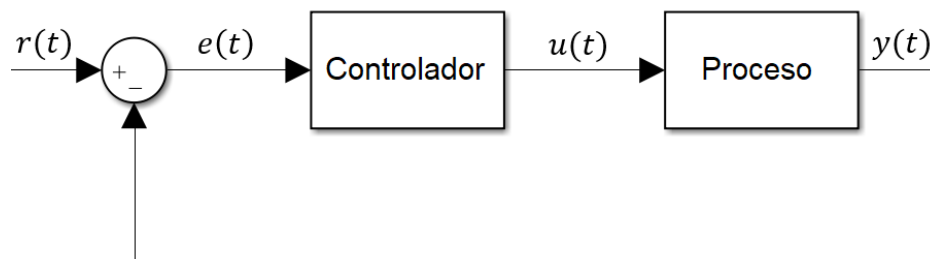 r(t) e(t) u(t) y(t)
+ Controlador Proceso
−